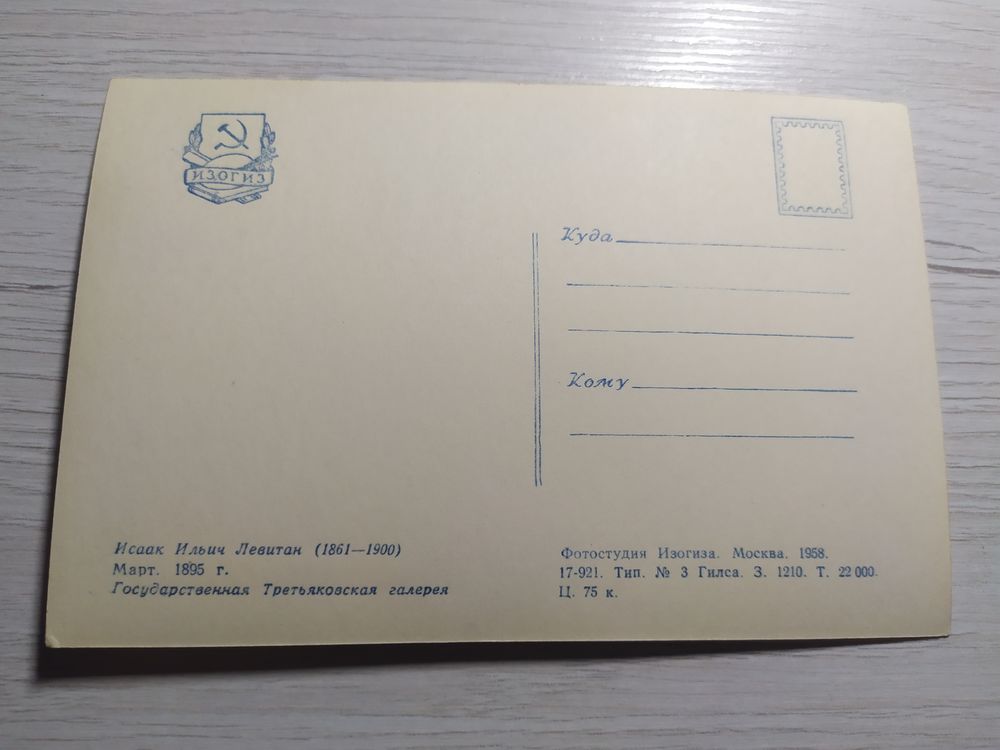 ИЗОГИЗ
Куда
Кому
Исаак Ильич Левитан (1861—1900)
Март. 1895 г.
Государственная Третьяковская галерея
Фотостудия Изогиза. Москва. 1958.
17-921. Тип. № 3 Гилса. З. 1210. Т. 22 000.
Ц. 75 к.